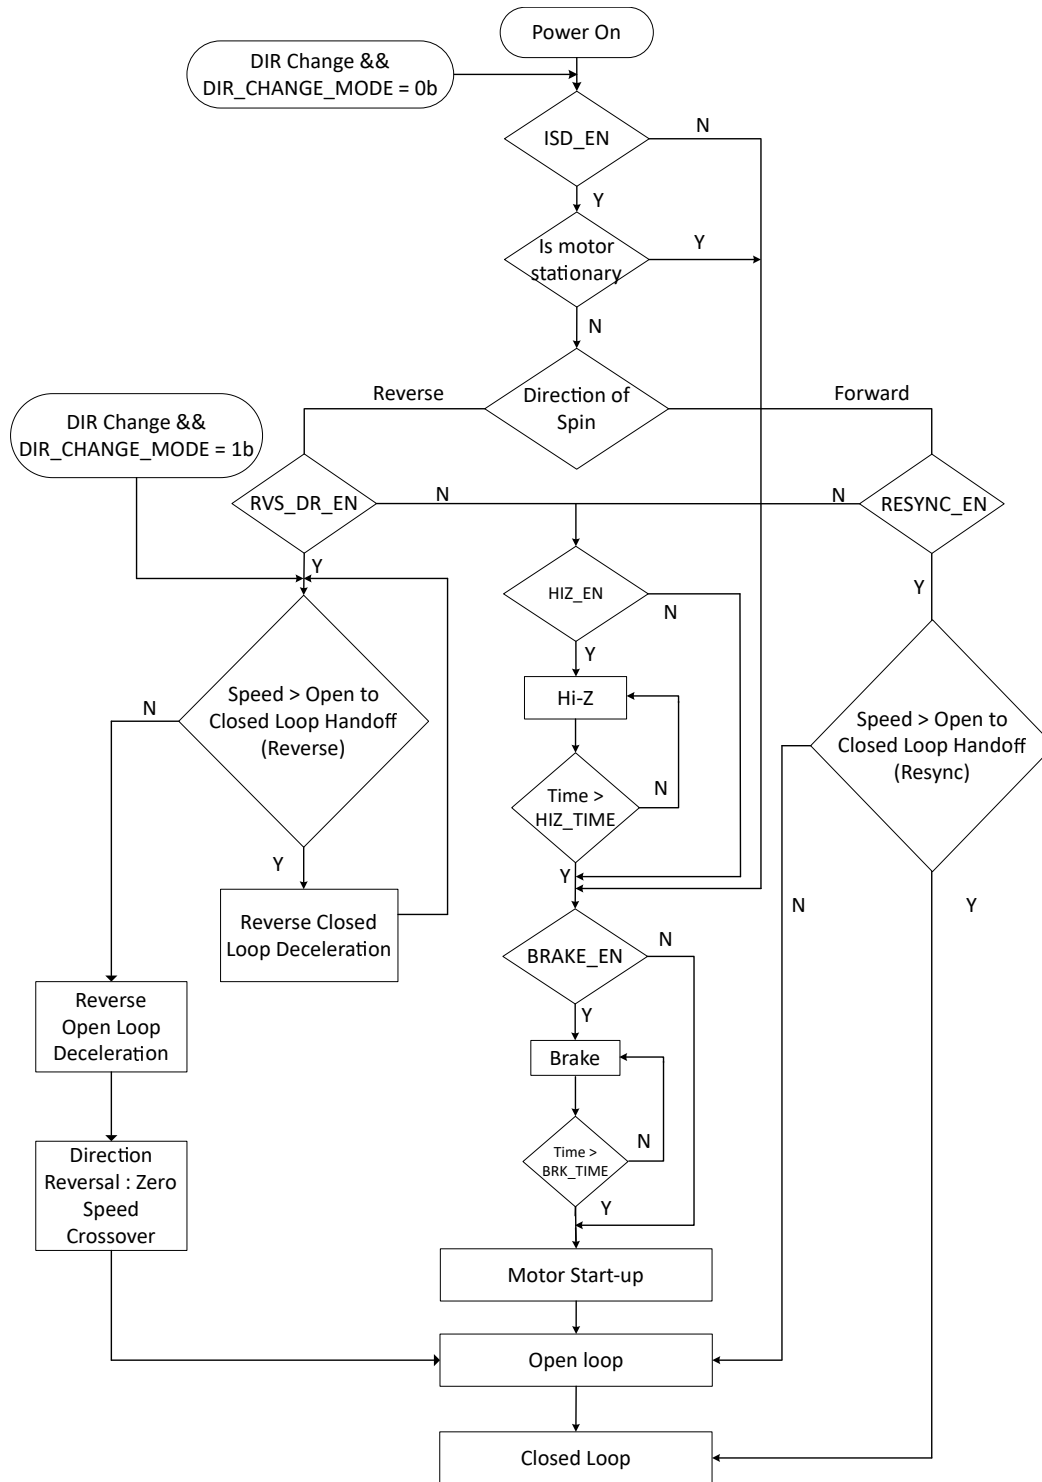 Power On
DIR Change &&
DIR_CHANGE_MODE = 0b
ISD_EN
N
Y
Is motor
stationary
Y
N
Direction of
Spin
Reverse
Forward
DIR Change &&
DIR_CHANGE_MODE = 1b
RVS_DR_EN
N
N
RESYNC_EN
Y
Y
HIZ_EN
N
Y
Speed > Open to
Closed Loop Handoff
(Reverse)
N
Hi-Z
Speed > Open to
Closed Loop Handoff
(Resync)
Time >
HIZ_TIME
N
Y
Y
Reverse Closed
Loop Deceleration
N
Y
BRAKE_EN
N
Y
Reverse
Open Loop
Deceleration
Brake
Time >
BRK_TIME
N
Y
Direction
Reversal : Zero
Speed
Crossover
Motor Start-up
Open loop
Closed Loop